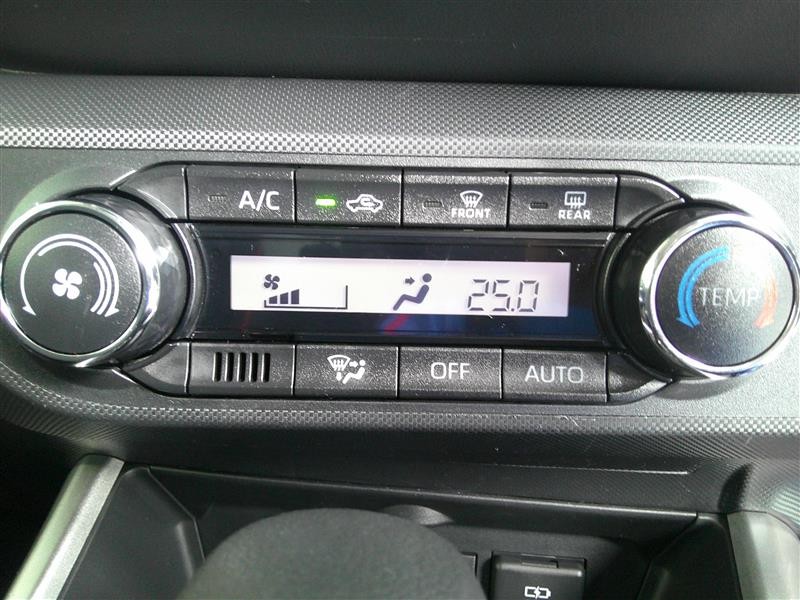 A/C
FRONT
REAR
25.0
TEMP
OFF
AUTO